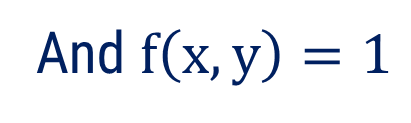 And f(x, y) = 1